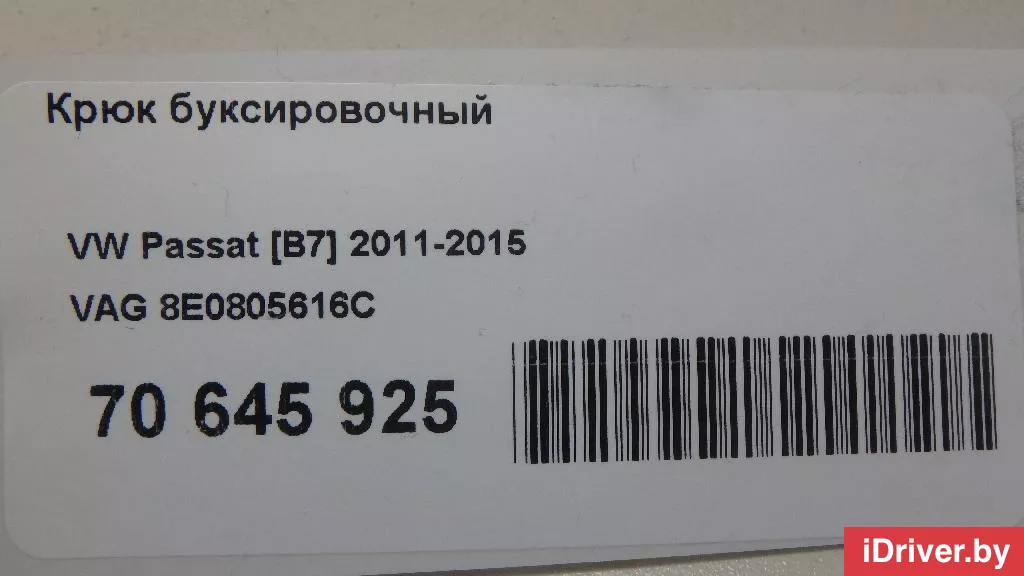 Крюк буксировочный
VW Passat [B7] 2011-2015
VAG 8E0805616C
70 645 925
iDriver.by